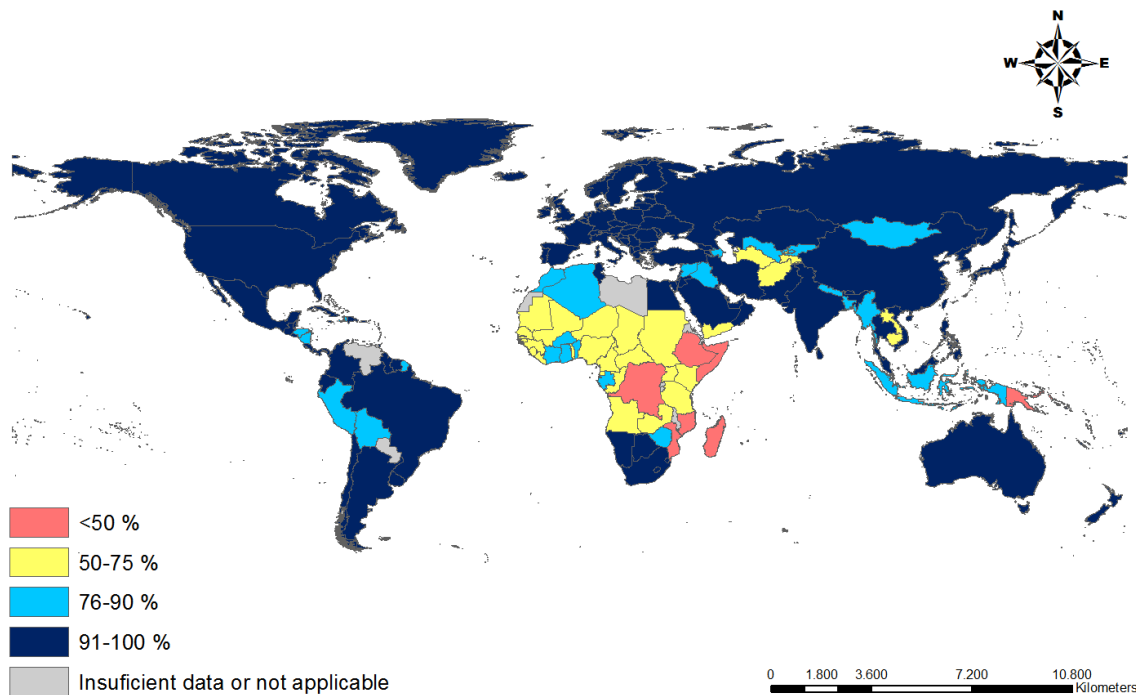 N
W E
S
<50 %
50-75 %
76-90 %
91-100 %
Insuficient data or not applicable
0 1.800 3.600 7.200 10.800
Kilometers